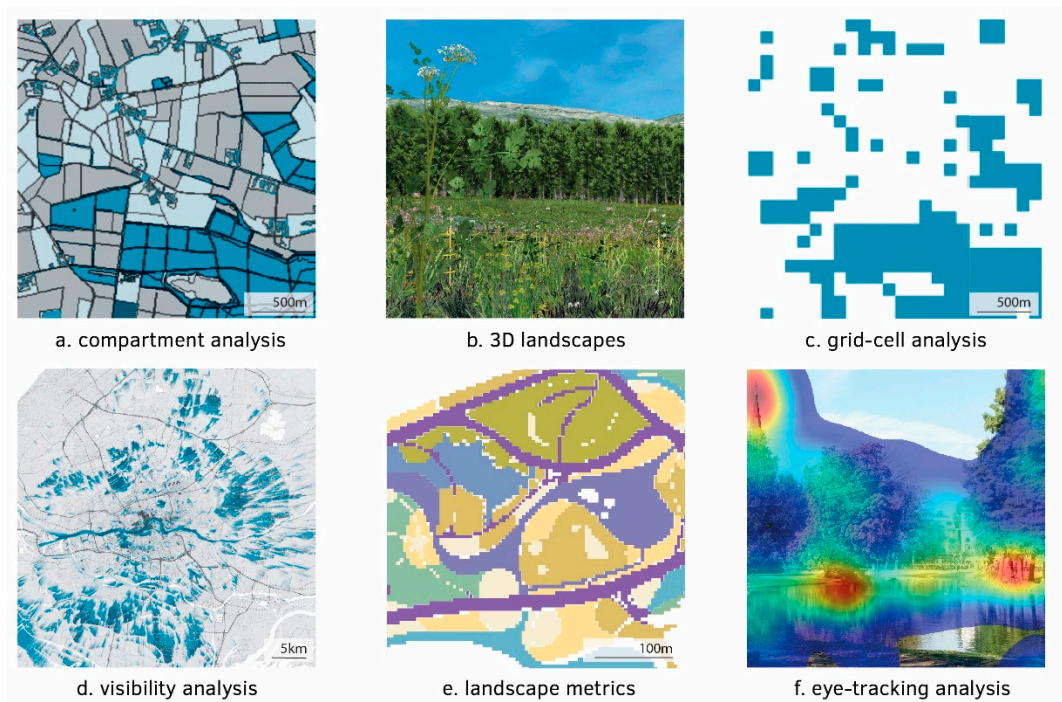 500m
500m
a. compartment analysis
b. 3D landscapes
c. grid-cell analysis
5km
100m
d. visibility analysis
e. landscape metrics
f. eye-tracking analysis